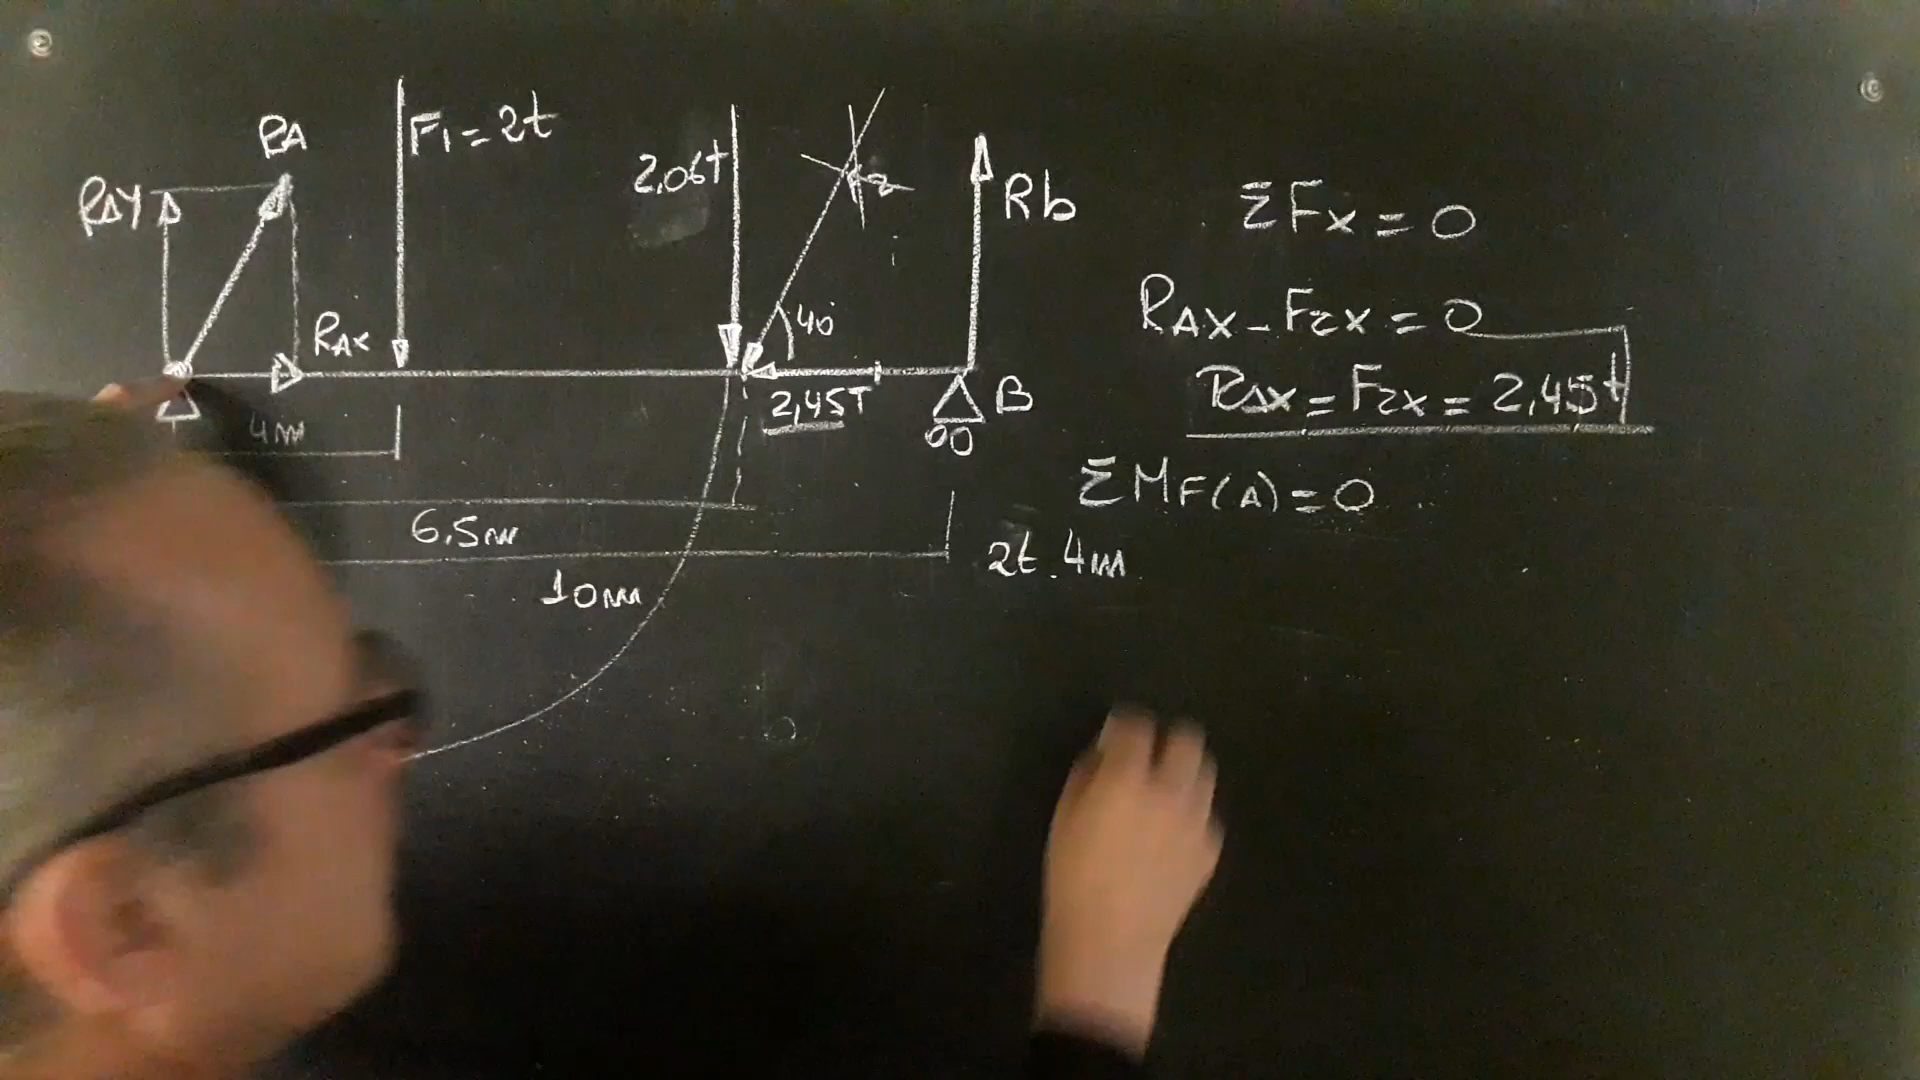 RA
F1 = 2t
RAY
2,06t
Rb
RAX
40°
2,45T
B
4m
6.5m
10m
ΣFx = 0
RAX - F2X = 0
RAX = F2X = 2,45t
ΣMF(A) = 0
2t . 4m